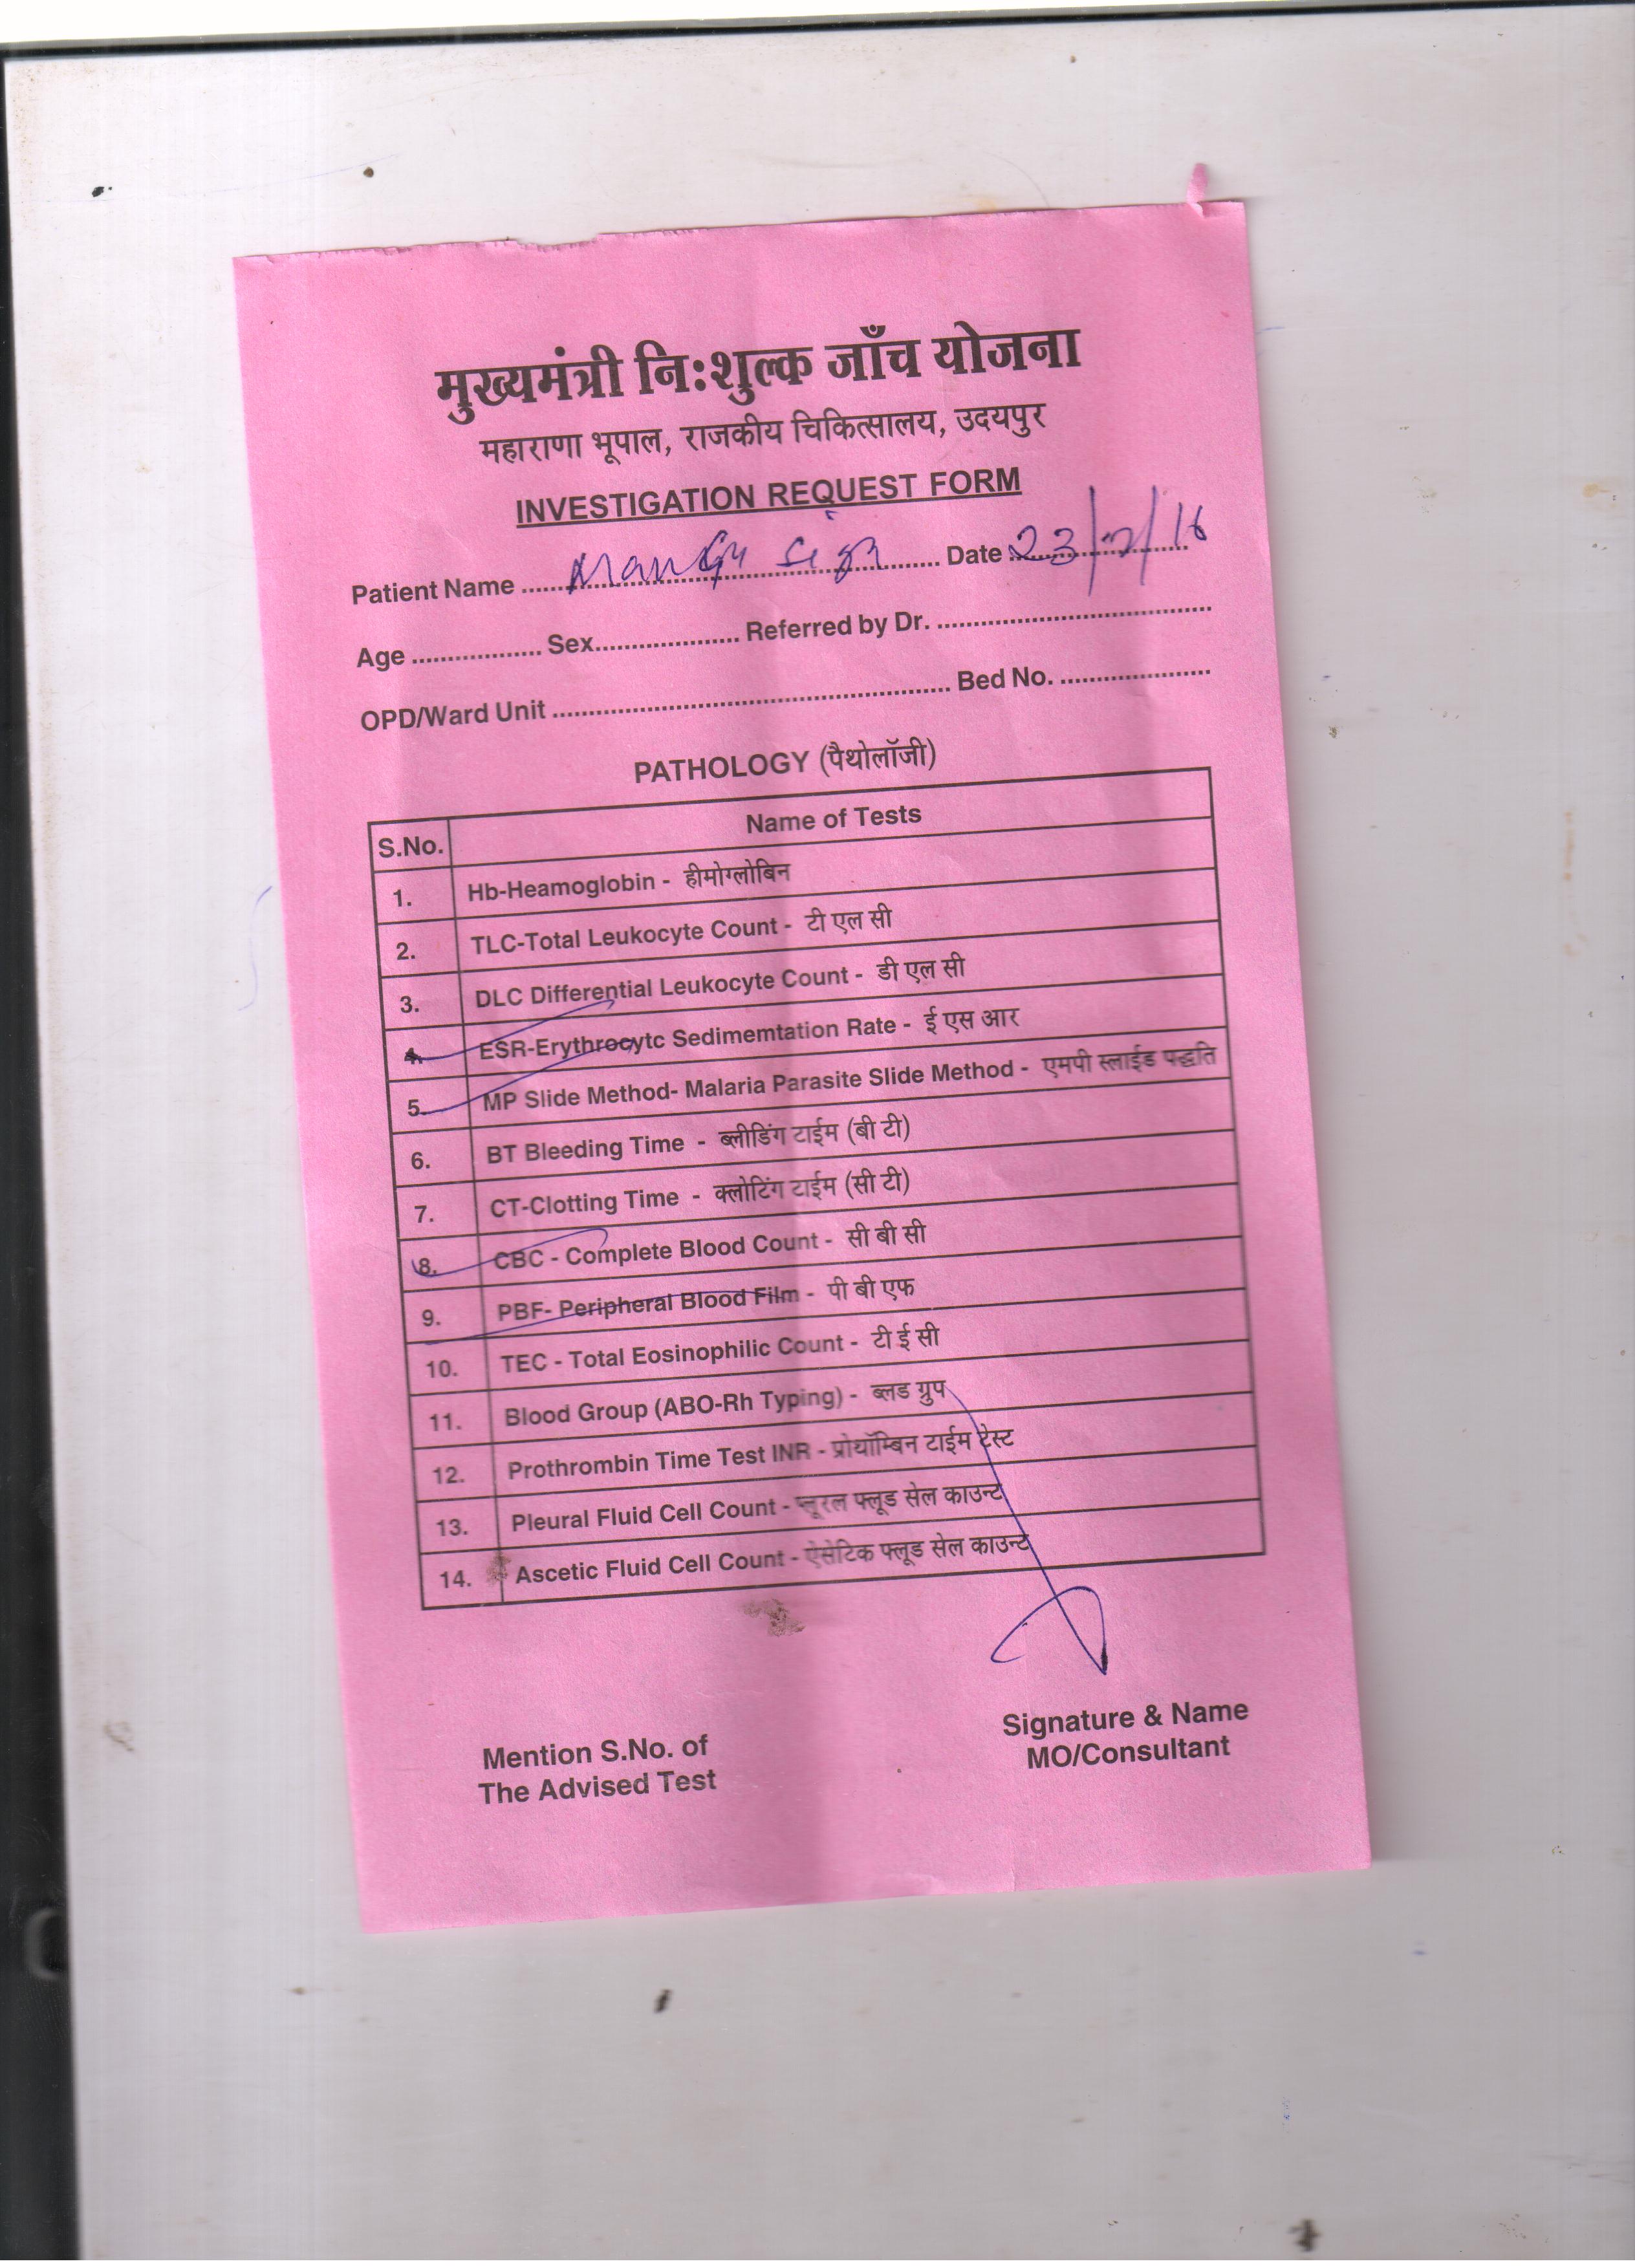 मुख्यमंत्री नि:शुल्क जाँच योजना
महाराणा भूपाल, राजकीय चिकित्सालय, उदयपुर
INVESTIGATION REQUEST FORM
Patient Name ........................ Date 23/ /16
Age .................. Sex.................... Referred by Dr. ......................................
OPD/Ward Unit ....................................................... Bed No. .....................
PATHOLOGY (पैथोलॉजी)
S.No. Name of Tests
1. Hb-Heamoglobin - हीमोग्लोबिन
2. TLC-Total Leukocyte Count - टी एल सी
3. DLC Differential Leukocyte Count - डी एल सी
4. ESR-Erythrocytc Sedimemtation Rate - ई एस आर
5. MP Slide Method- Malaria Parasite Slide Method - एमपी स्लाईड पद्धति
6. BT Bleeding Time - ब्लीडिंग टाईम (बी टी)
7. CT-Clotting Time - क्लोटिंग टाईम (सी टी)
8. CBC - Complete Blood Count - सी बी सी
9. PBF- Peripheral Blood Film - पी बी एफ
10. TEC - Total Eosinophilic Count - टी ई सी
11. Blood Group (ABO-Rh Typing) - ब्लड ग्रुप
12. Prothrombin Time Test INR - प्रोथॉम्बिन टाईम टेस्ट
13. Pleural Fluid Cell Count - प्लूरल फ्लूड सेल काउन्ट
14. Ascetic Fluid Cell Count - ऐसेटिक फ्लूड सेल काउन्ट
Mention S.No. of
The Advised Test
Signature & Name
MO/Consultant